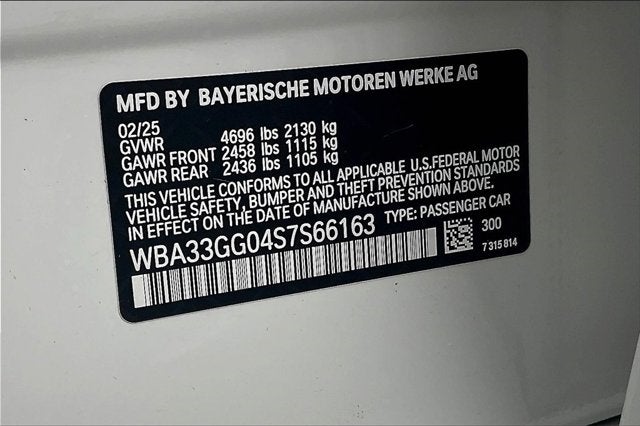 MFD BY BAYERISCHE MOTOREN WERKE AG
02/25
GVWR 4696 lbs 2130 kg
GAWR FRONT 2458 lbs 1115 kg
GAWR REAR 2436 lbs 1105 kg
THIS VEHICLE CONFORMS TO ALL APPLICABLE U.S.FEDERAL MOTOR
VEHICLE SAFETY, BUMPER AND THEFT PREVENTION STANDARDS
IN EFFECT ON THE DATE OF MANUFACTURE SHOWN ABOVE.
WBA33GG04S7S66163 TYPE: PASSENGER CAR
300
7 315 814